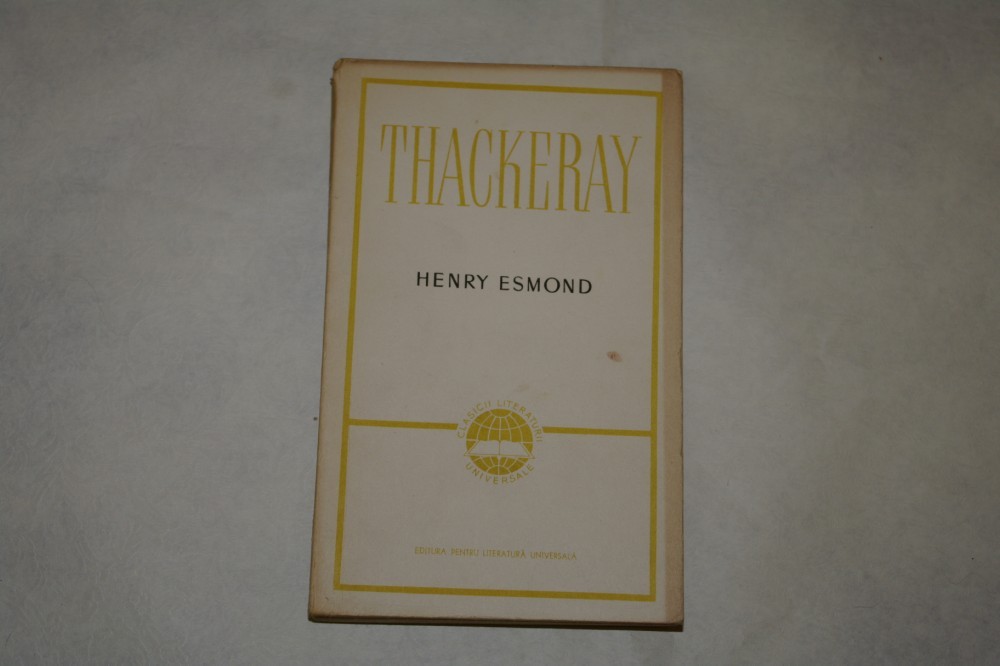 THACKERAY
HENRY ESMOND
CLASICII LITERATURII
UNIVERSALE
EDITURA PENTRU LITERATURĂ UNIVERSALĂ